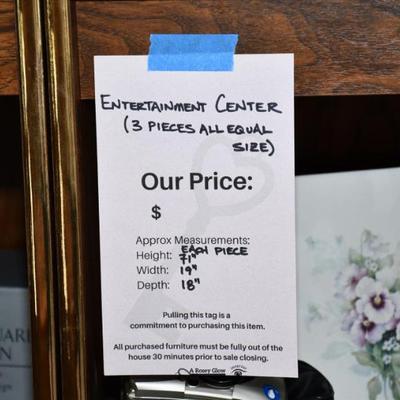 ENTERTAINMENT CENTER
(3 PIECES ALL EQUAL
SIZE)
Our Price:
$
Approx Measurements:
EACH PIECE
Height: 71"
Width: 19"
Depth: 18"
Pulling this tag is a
commitment to purchasing this item.
All purchased furniture must be fully out of the
house 30 minutes prior to sale closing.
A Rosey Glow